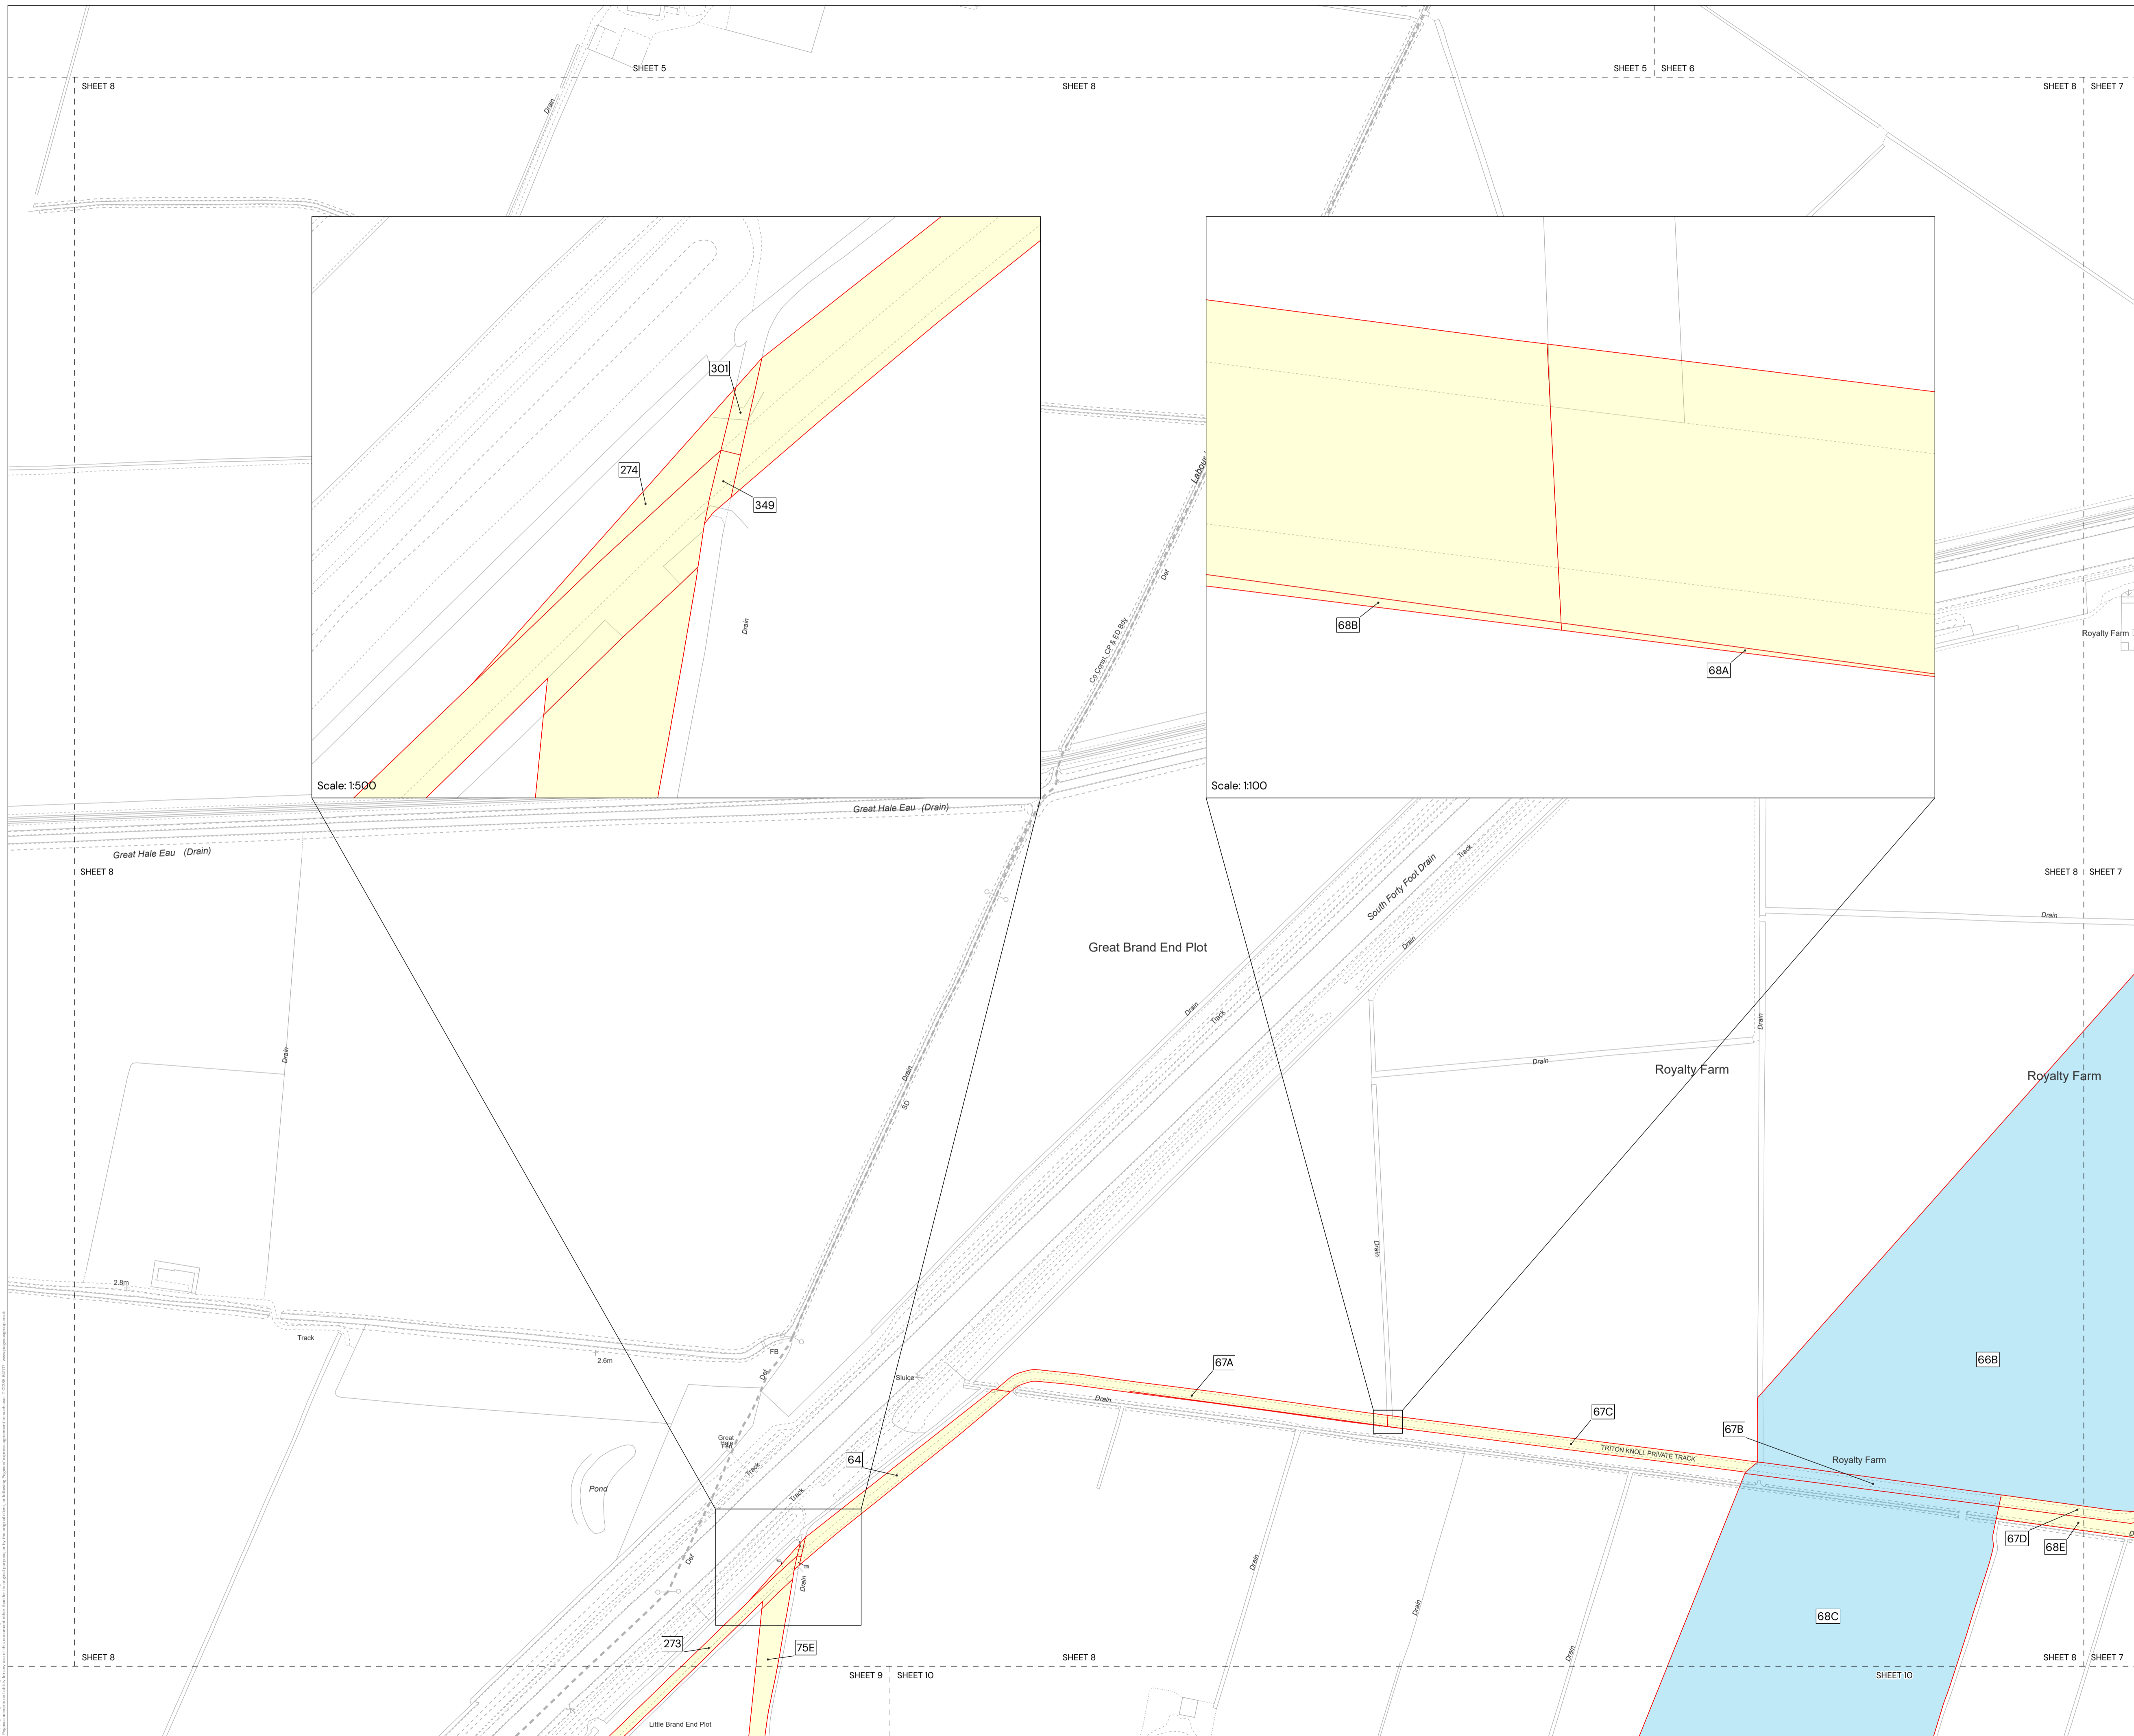 SHEET 5
SHEET 5
SHEET 6
SHEET 8
SHEET 8
SHEET 8
SHEET 7
Drain
301
274
349
Drain
Scale: 1:500
68B
68A
Scale: 1:100
Def
Co Const, CP & ED Bdy
Royalty Farm
Great Hale Eau (Drain)
Great Hale Eau (Drain)
SHEET 8
SHEET 8
SHEET 7
South Forty Foot Drain
Track
Drain
Drain
Great Brand End Plot
Drain
Track
Drain
Drain
Drain
Royalty Farm
Royalty Farm
Drain
Drain
SD
Drain
2.8m
Track
2.6m
FB
Def
Sluice
67A
66B
Drain
67C
67B
TRITON KNOLL PRIVATE TRACK
Royalty Farm
Great
Hale
Fen
64
Track
Pond
Track
Def
Drain
Drain
67D
68E
Drain
Drain
68C
273
75E
SHEET 8
SHEET 8
SHEET 8
SHEET 7
SHEET 9
SHEET 10
SHEET 10
Little Brand End Plot